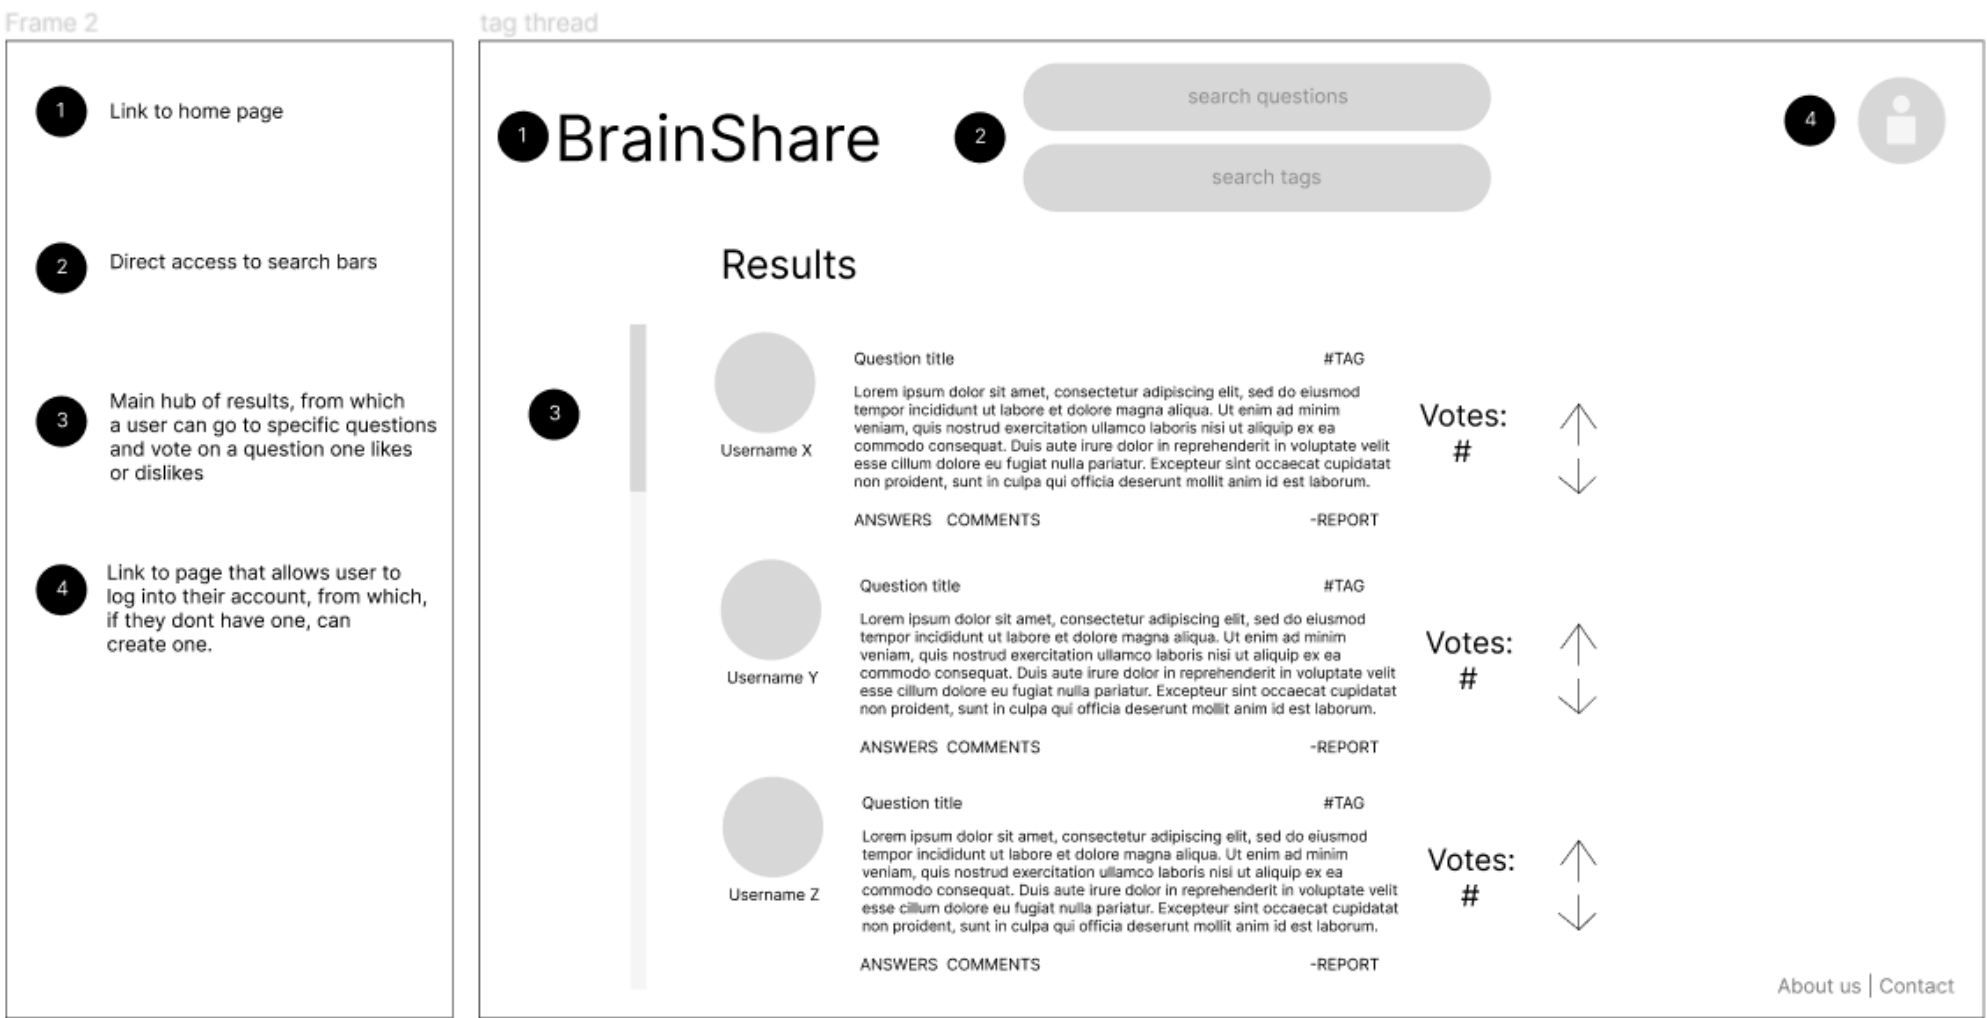 Frame 2
1
Link to home page
2
Direct access to search bars
3
Main hub of results, from which
a user can go to specific questions
and vote on a question one likes
or dislikes
4
Link to page that allows user to
log into their account, from which,
if they dont have one, can
create one.
tag thread
1
BrainShare
2
search questions
search tags
4
Results
3
Username X
Question title #TAG
Lorem ipsum dolor sit amet, consectetur adipiscing elit, sed do eiusmod
tempor incididunt ut labore et dolore magna aliqua. Ut enim ad minim
veniam, quis nostrud exercitation ullamco laboris nisi ut aliquip ex ea
commodo consequat. Duis aute irure dolor in reprehenderit in voluptate velit
esse cillum dolore eu fugiat nulla pariatur. Excepteur sint occaecat cupidatat
non proident, sunt in culpa qui officia deserunt mollit anim id est laborum.
ANSWERS COMMENTS -REPORT
Votes:
#
Username Y
Question title #TAG
Lorem ipsum dolor sit amet, consectetur adipiscing elit, sed do eiusmod
tempor incididunt ut labore et dolore magna aliqua. Ut enim ad minim
veniam, quis nostrud exercitation ullamco laboris nisi ut aliquip ex ea
commodo consequat. Duis aute irure dolor in reprehenderit in voluptate velit
esse cillum dolore eu fugiat nulla pariatur. Excepteur sint occaecat cupidatat
non proident, sunt in culpa qui officia deserunt mollit anim id est laborum.
ANSWERS COMMENTS -REPORT
Votes:
#
Username Z
Question title #TAG
Lorem ipsum dolor sit amet, consectetur adipiscing elit, sed do eiusmod
tempor incididunt ut labore et dolore magna aliqua. Ut enim ad minim
veniam, quis nostrud exercitation ullamco laboris nisi ut aliquip ex ea
commodo consequat. Duis aute irure dolor in reprehenderit in voluptate velit
esse cillum dolore eu fugiat nulla pariatur. Excepteur sint occaecat cupidatat
non proident, sunt in culpa qui officia deserunt mollit anim id est laborum.
ANSWERS COMMENTS -REPORT
Votes:
#
About us | Contact